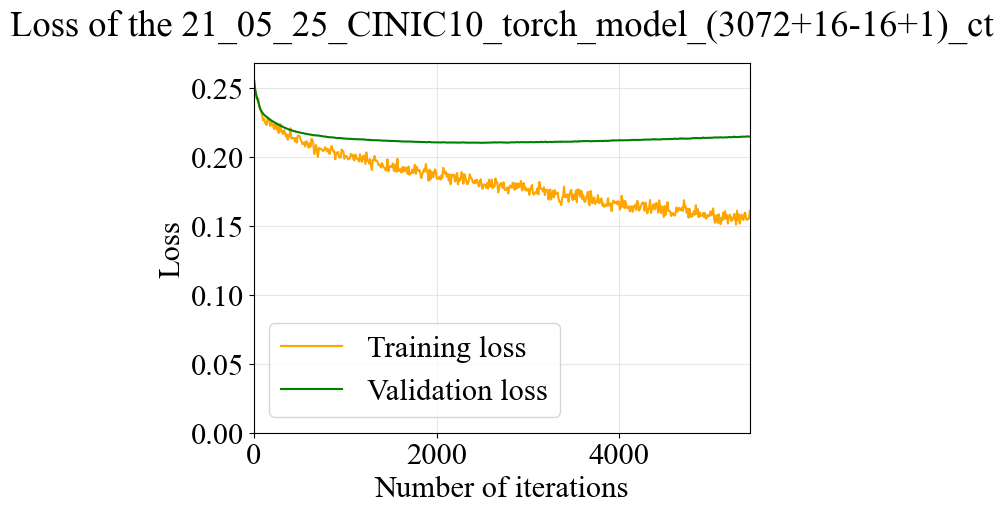 Loss of the 21_05_25_CINIC10_torch_model_(3072+16-16+1)_ct
0.25
0.20
0.15
0.10
0.05
0.00
Loss
Training loss
Validation loss
0 2000 4000
Number of iterations